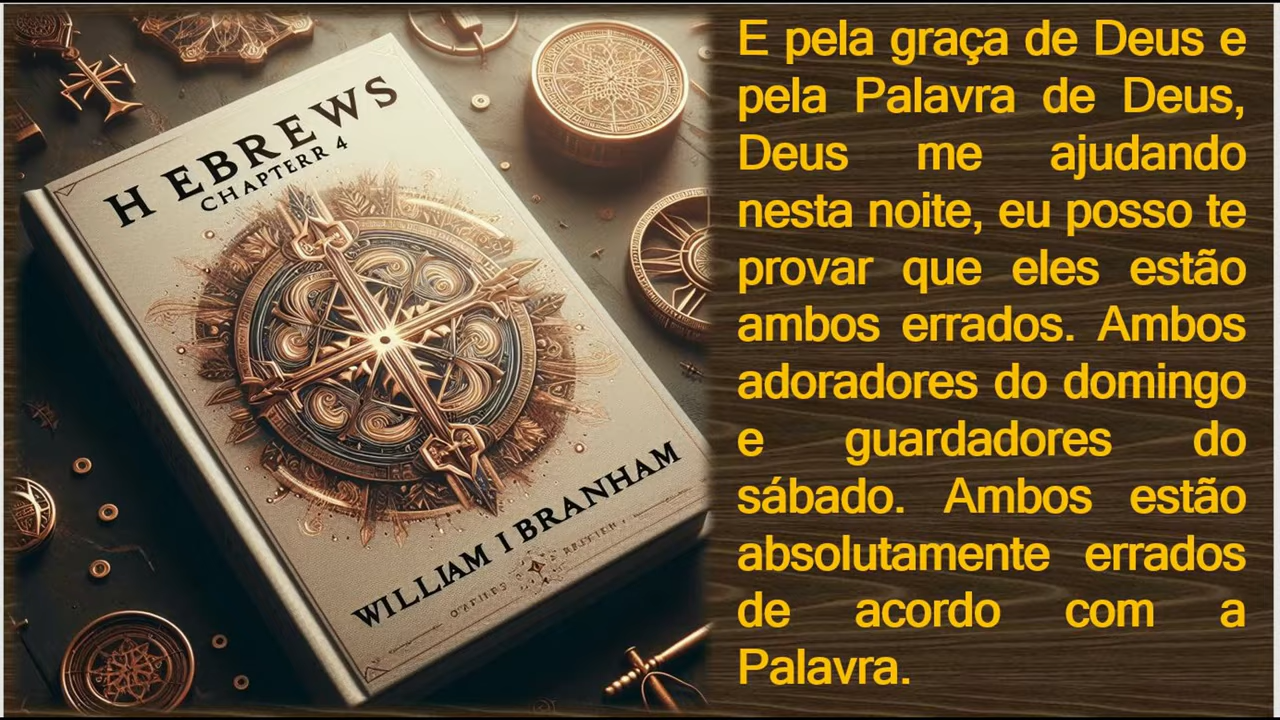 HEBREWS
CHAPTERR 4
WILLIAM I BRANHAM
E pela graça de Deus e
pela Palavra de Deus,
Deus me ajudando
nesta noite, eu posso te
provar que eles estão
ambos errados. Ambos
adoradores do domingo
e guardadores do
sábado. Ambos estão
absolutamente errados
de acordo com a
Palavra.